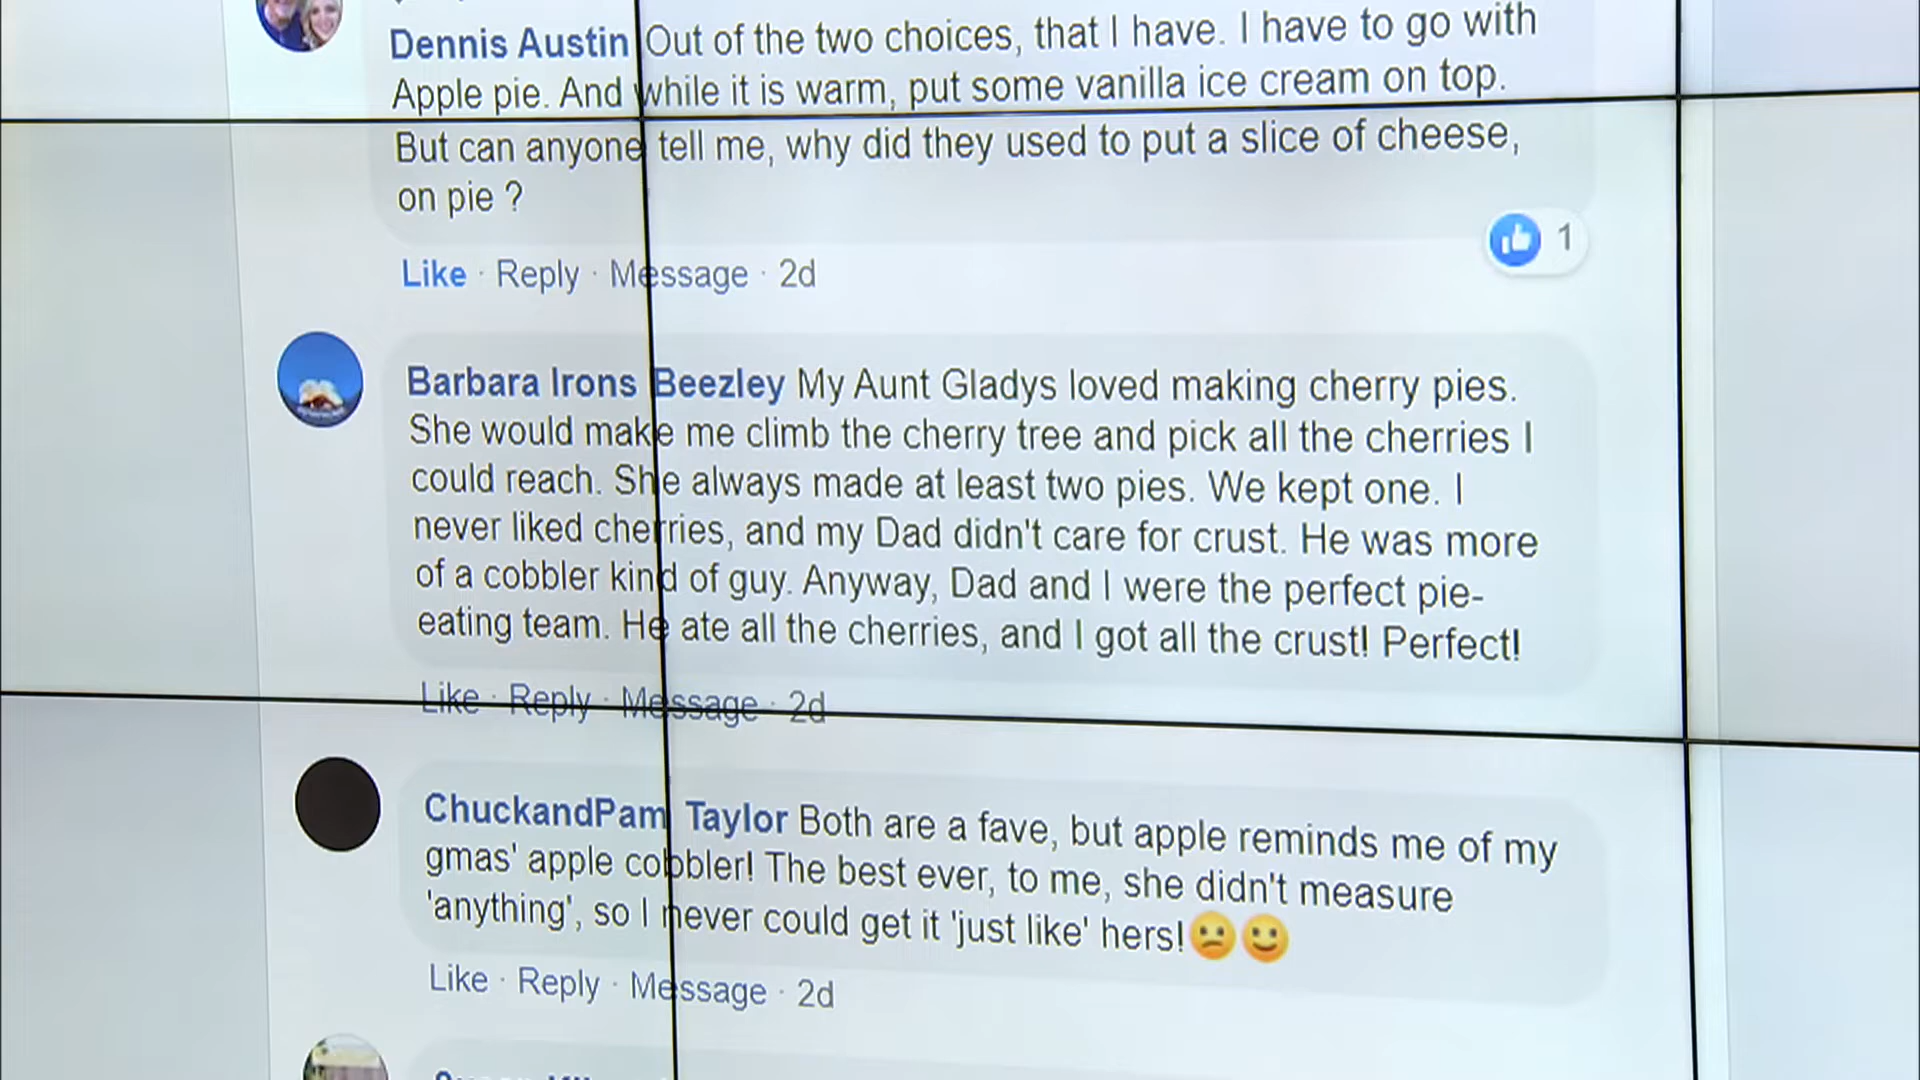 Dennis Austin Out of the two choices, that I have. I have to go with
Apple pie. And while it is warm, put some vanilla ice cream on top.
But can anyone tell me, why did they used to put a slice of cheese,
on pie ?
1
Like · Reply · Message · 2d
Barbara Irons Beezley My Aunt Gladys loved making cherry pies.
She would make me climb the cherry tree and pick all the cherries I
could reach. She always made at least two pies. We kept one. I
never liked cherries, and my Dad didn't care for crust. He was more
of a cobbler kind of guy. Anyway, Dad and I were the perfect pie-
eating team. He ate all the cherries, and I got all the crust! Perfect!
Like · Reply · Message · 2d
ChuckandPam Taylor Both are a fave, but apple reminds me of my
gmas' apple cobbler! The best ever, to me, she didn't measure
'anything', so I never could get it 'just like' hers!😕🙂
Like · Reply · Message · 2d